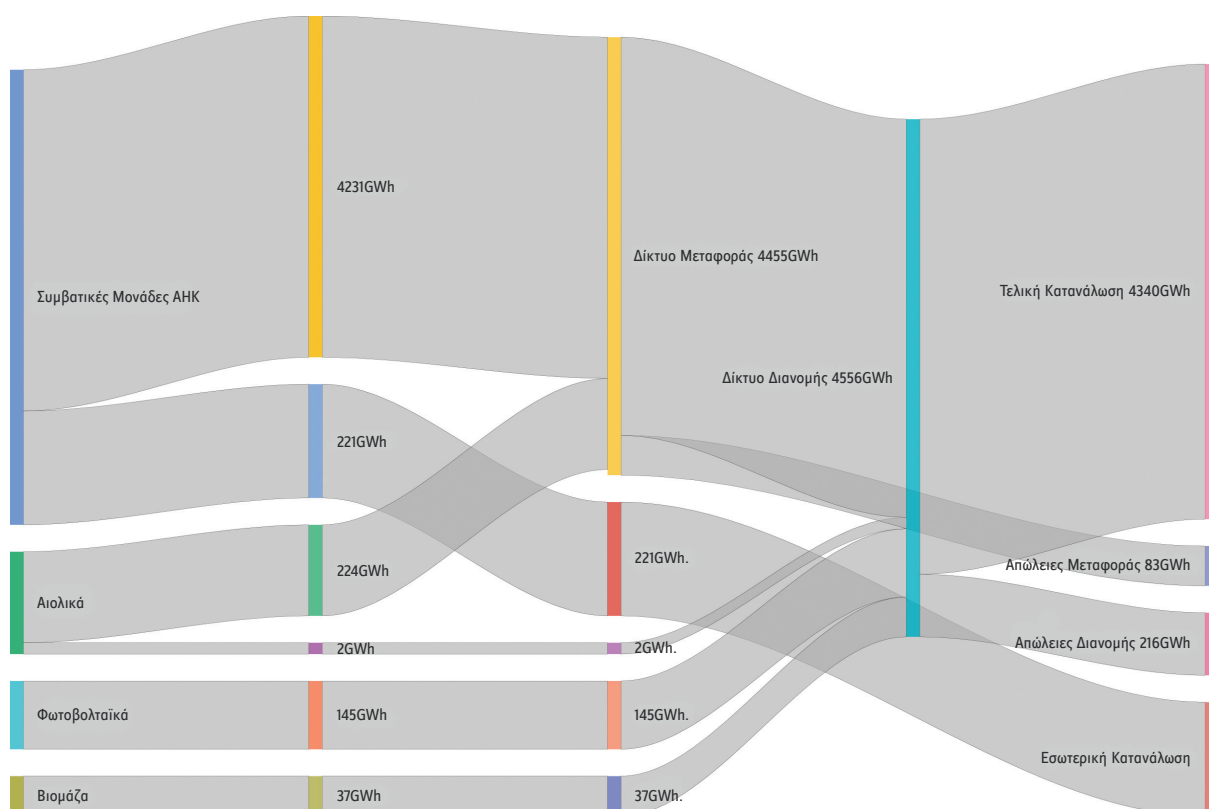 Συμβατικές Μονάδες ΑΗΚ
Αιολικά
Φωτοβολταϊκά
Βιομάζα
4231GWh
221GWh
224GWh
2GWh
145GWh
37GWh
Δίκτυο Μεταφοράς 4455GWh
221GWh.
2GWh.
145GWh.
37GWh.
Δίκτυο Διανομής 4556GWh
Τελική Κατανάλωση 4340GWh
Απώλειες Μεταφοράς 83GWh
Απώλειες Διανομής 216GWh
Εσωτερική Κατανάλωση